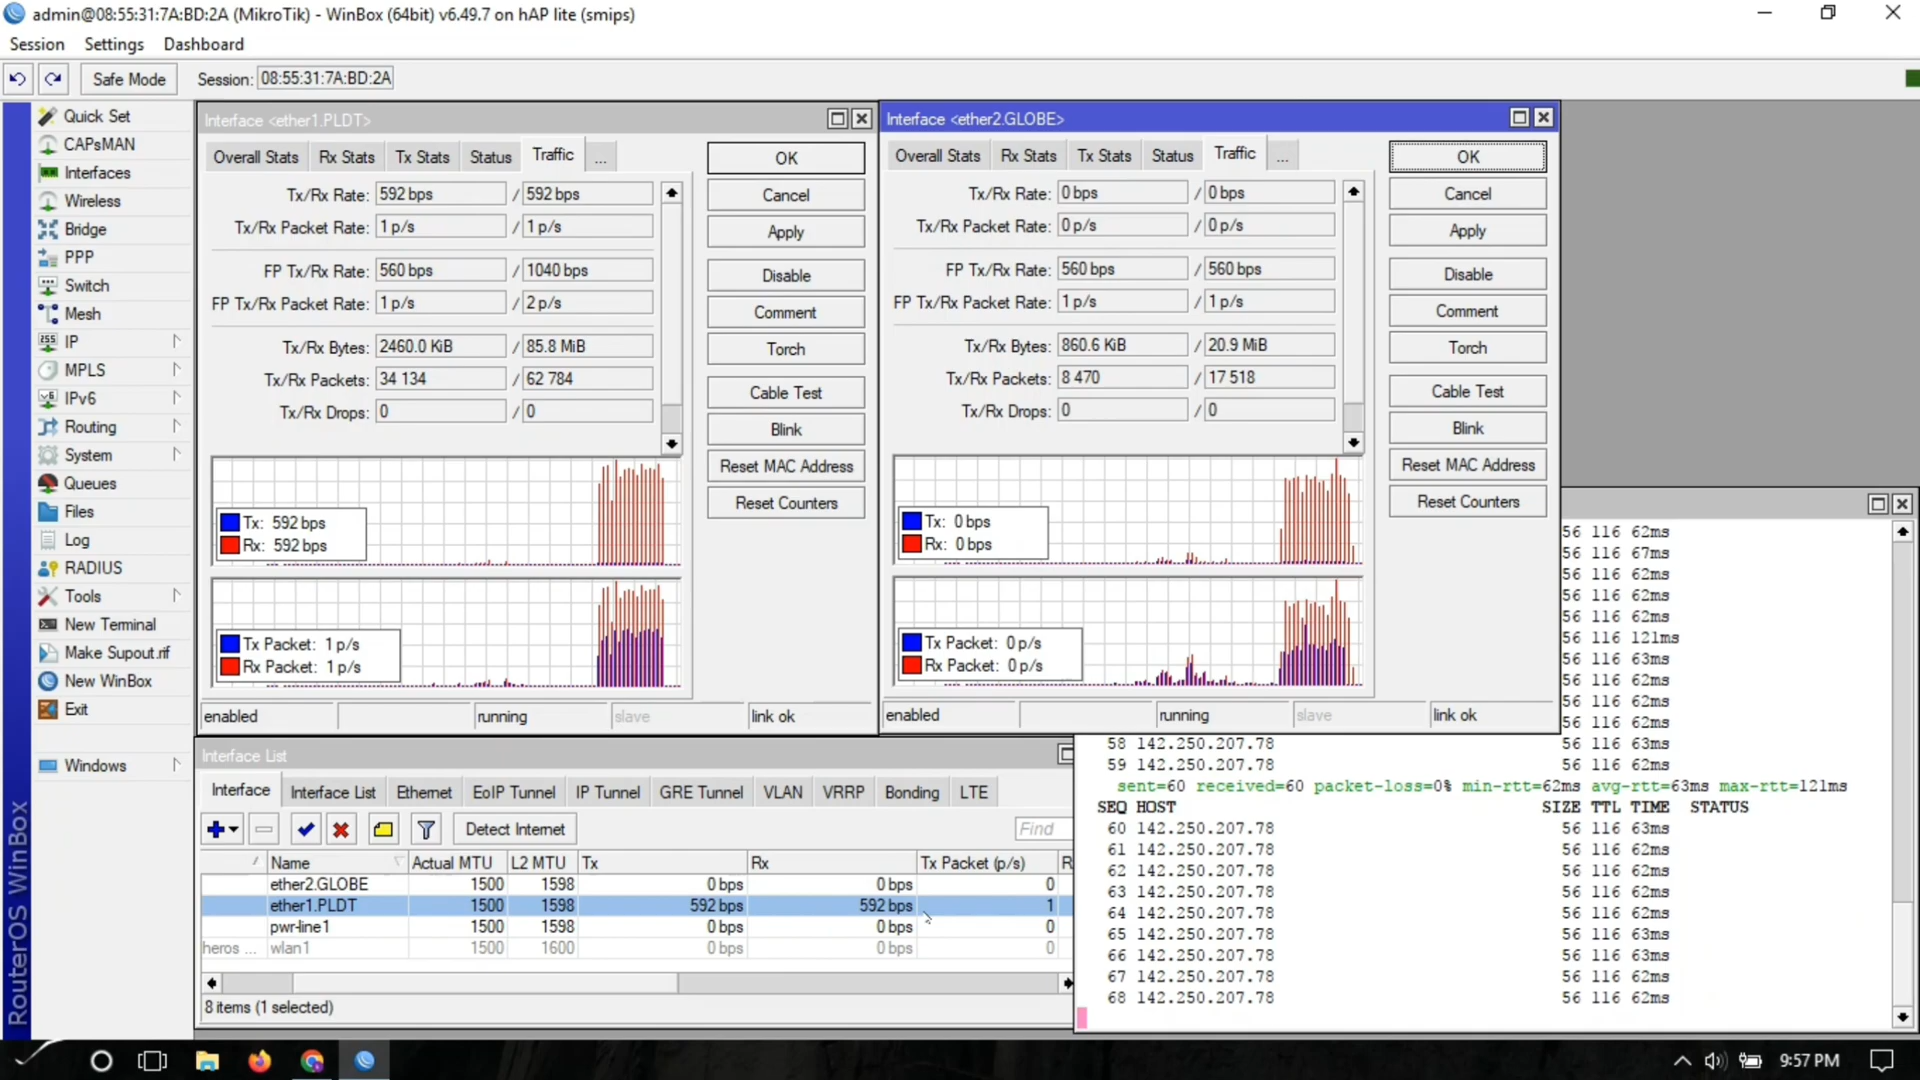 admin@08:55:31:7A:BD:2A (MikroTik) - WinBox (64bit) v6.49.7 on hAP lite (smips)
Session Settings Dashboard
Safe Mode Session: 08:55:31:7A:BD:2A
Quick Set
CAPsMAN
Interfaces
Wireless
Bridge
PPP
Switch
Mesh
IP
MPLS
IPv6
Routing
System
Queues
Files
Log
RADIUS
Tools
New Terminal
Make Supout.rif
New WinBox
Exit
Windows
RouterOS WinBox
Interface <ether1.PLDT>
Overall Stats Rx Stats Tx Stats Status Traffic ...
Tx/Rx Rate: 592 bps / 592 bps
Tx/Rx Packet Rate: 1 p/s / 1 p/s
FP Tx/Rx Rate: 560 bps / 1040 bps
FP Tx/Rx Packet Rate: 1 p/s / 2 p/s
Tx/Rx Bytes: 2460.0 KiB / 85.8 MiB
Tx/Rx Packets: 34 134 / 62 784
Tx/Rx Drops: 0 / 0
Tx: 592 bps
Rx: 592 bps
Tx Packet: 1 p/s
Rx Packet: 1 p/s
OK
Cancel
Apply
Disable
Comment
Torch
Cable Test
Blink
Reset MAC Address
Reset Counters
enabled running slave link ok
Interface <ether2.GLOBE>
Overall Stats Rx Stats Tx Stats Status Traffic ...
Tx/Rx Rate: 0 bps / 0 bps
Tx/Rx Packet Rate: 0 p/s / 0 p/s
FP Tx/Rx Rate: 560 bps / 560 bps
FP Tx/Rx Packet Rate: 1 p/s / 1 p/s
Tx/Rx Bytes: 860.6 KiB / 20.9 MiB
Tx/Rx Packets: 8 470 / 17 518
Tx/Rx Drops: 0 / 0
Tx: 0 bps
Rx: 0 bps
Tx Packet: 0 p/s
Rx Packet: 0 p/s
OK
Cancel
Apply
Disable
Comment
Torch
Cable Test
Blink
Reset MAC Address
Reset Counters
enabled running slave link ok
Interface List
Interface Interface List Ethernet EoIP Tunnel IP Tunnel GRE Tunnel VLAN VRRP Bonding LTE
Detect Internet Find
Name Actual MTU L2 MTU Tx Rx Tx Packet (p/s) R
ether2.GLOBE 1500 1598 0 bps 0 bps 0
ether1.PLDT 1500 1598 592 bps 592 bps 1
pwr-line1 1500 1598 0 bps 0 bps 0
heros ... wlan1 1500 1600 0 bps 0 bps 0
8 items (1 selected)
56 116 62ms
56 116 67ms
56 116 62ms
56 116 62ms
56 116 62ms
56 116 121ms
56 116 63ms
56 116 62ms
56 116 62ms
56 116 62ms
58 142.250.207.78 56 116 63ms
59 142.250.207.78 56 116 62ms
sent=60 received=60 packet-loss=0% min-rtt=62ms avg-rtt=63ms max-rtt=121ms
SEQ HOST SIZE TTL TIME STATUS
60 142.250.207.78 56 116 63ms
61 142.250.207.78 56 116 62ms
62 142.250.207.78 56 116 62ms
63 142.250.207.78 56 116 62ms
64 142.250.207.78 56 116 62ms
65 142.250.207.78 56 116 63ms
66 142.250.207.78 56 116 63ms
67 142.250.207.78 56 116 62ms
68 142.250.207.78 56 116 62ms
9:57 PM